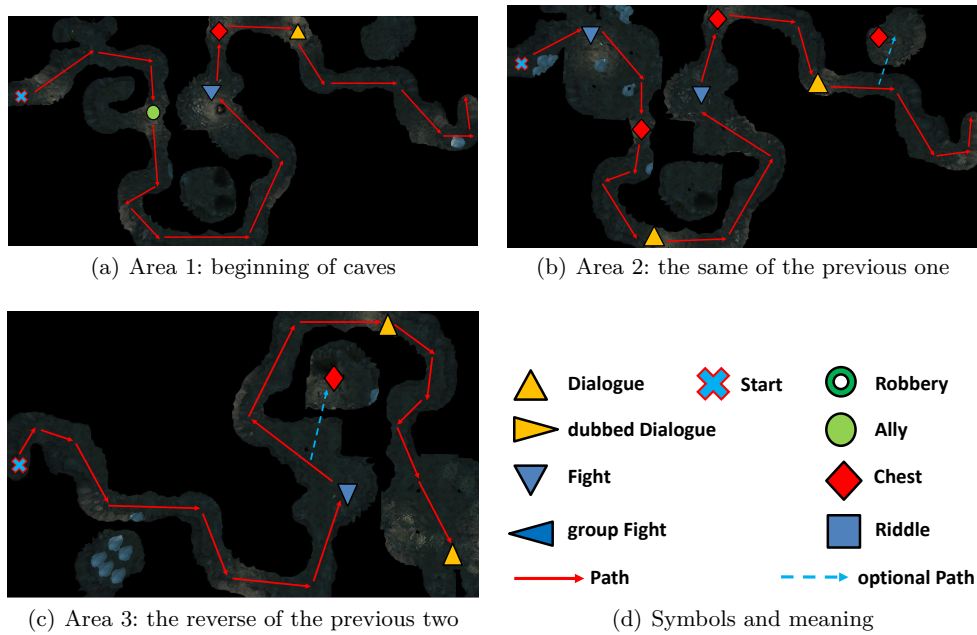 (a) Area 1: beginning of caves
(b) Area 2: the same of the previous one
(c) Area 3: the reverse of the previous two
Dialogue
Start
Robbery
dubbed Dialogue
Ally
Fight
Chest
group Fight
Riddle
Path
optional Path
(d) Symbols and meaning